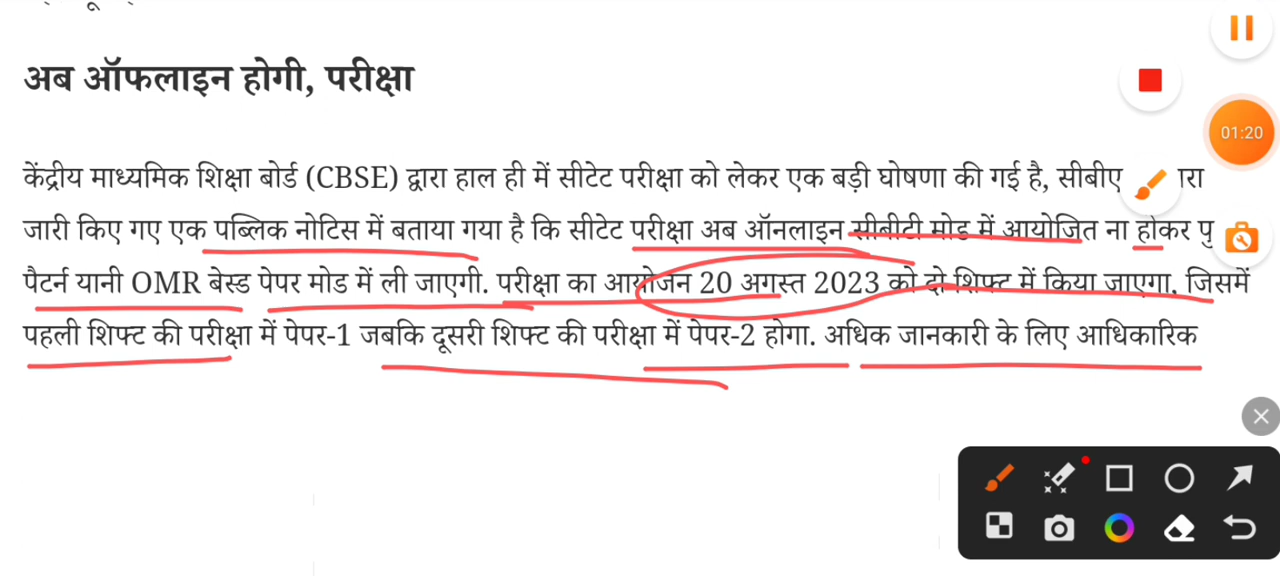 अब ऑफलाइन होगी, परीक्षा
01:20
केंद्रीय माध्यमिक शिक्षा बोर्ड (CBSE) द्वारा हाल ही में सीटेट परीक्षा को लेकर एक बड़ी घोषणा की गई है,
जारी किए गए एक पब्लिक नोटिस में बताया गया है कि सीटेट परीक्षा अब ऑनलाइन सीबीटी मोड में आयोजित ना होकर
पैटर्न यानी OMR बेस्ड पेपर मोड में ली जाएगी. परीक्षा का आयोजन 20 अगस्त 2023 को दो शिफ्ट में किया जाएगा, जिसमें
पहली शिफ्ट की परीक्षा में पेपर-1 जबकि दूसरी शिफ्ट की परीक्षा में पेपर-2 होगा. अधिक जानकारी के लिए आधिकारिक